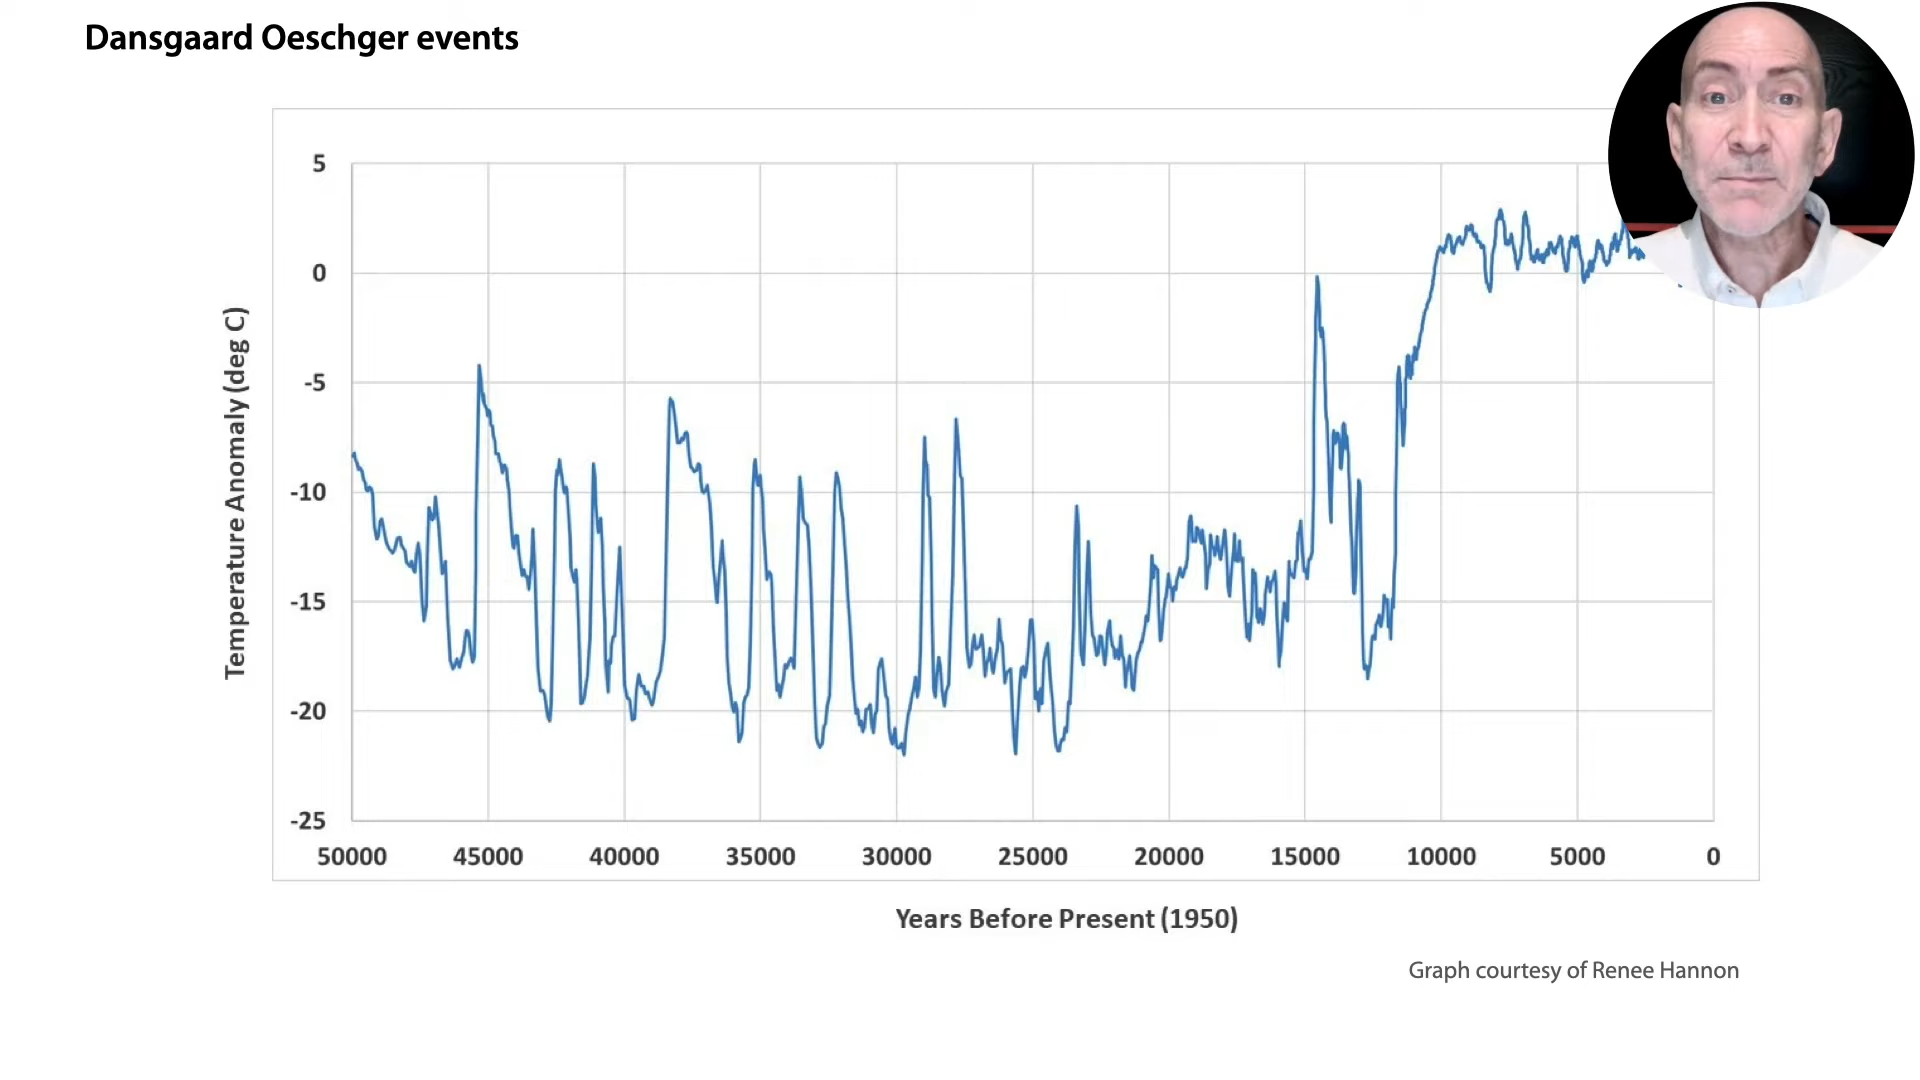 Dansgaard Oeschger events
5
0
-5
-10
-15
-20
-25
Temperature Anomaly (deg C)
50000 45000 40000 35000 30000 25000 20000 15000 10000 5000 0
Years Before Present (1950)
Graph courtesy of Renee Hannon